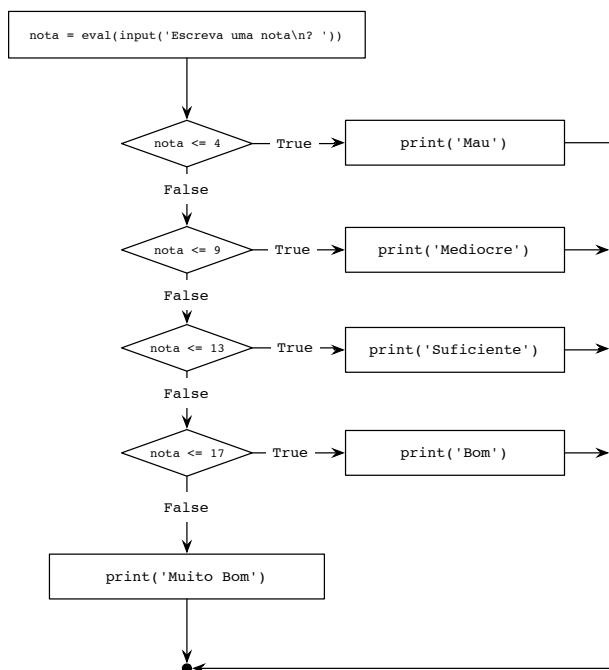 nota = eval(input('Escreva uma nota\n? '))
nota <= 4
True
print('Mau')
False
nota <= 9
True
print('Mediocre')
False
nota <= 13
True
print('Suficiente')
False
nota <= 17
True
print('Bom')
False
print('Muito Bom')